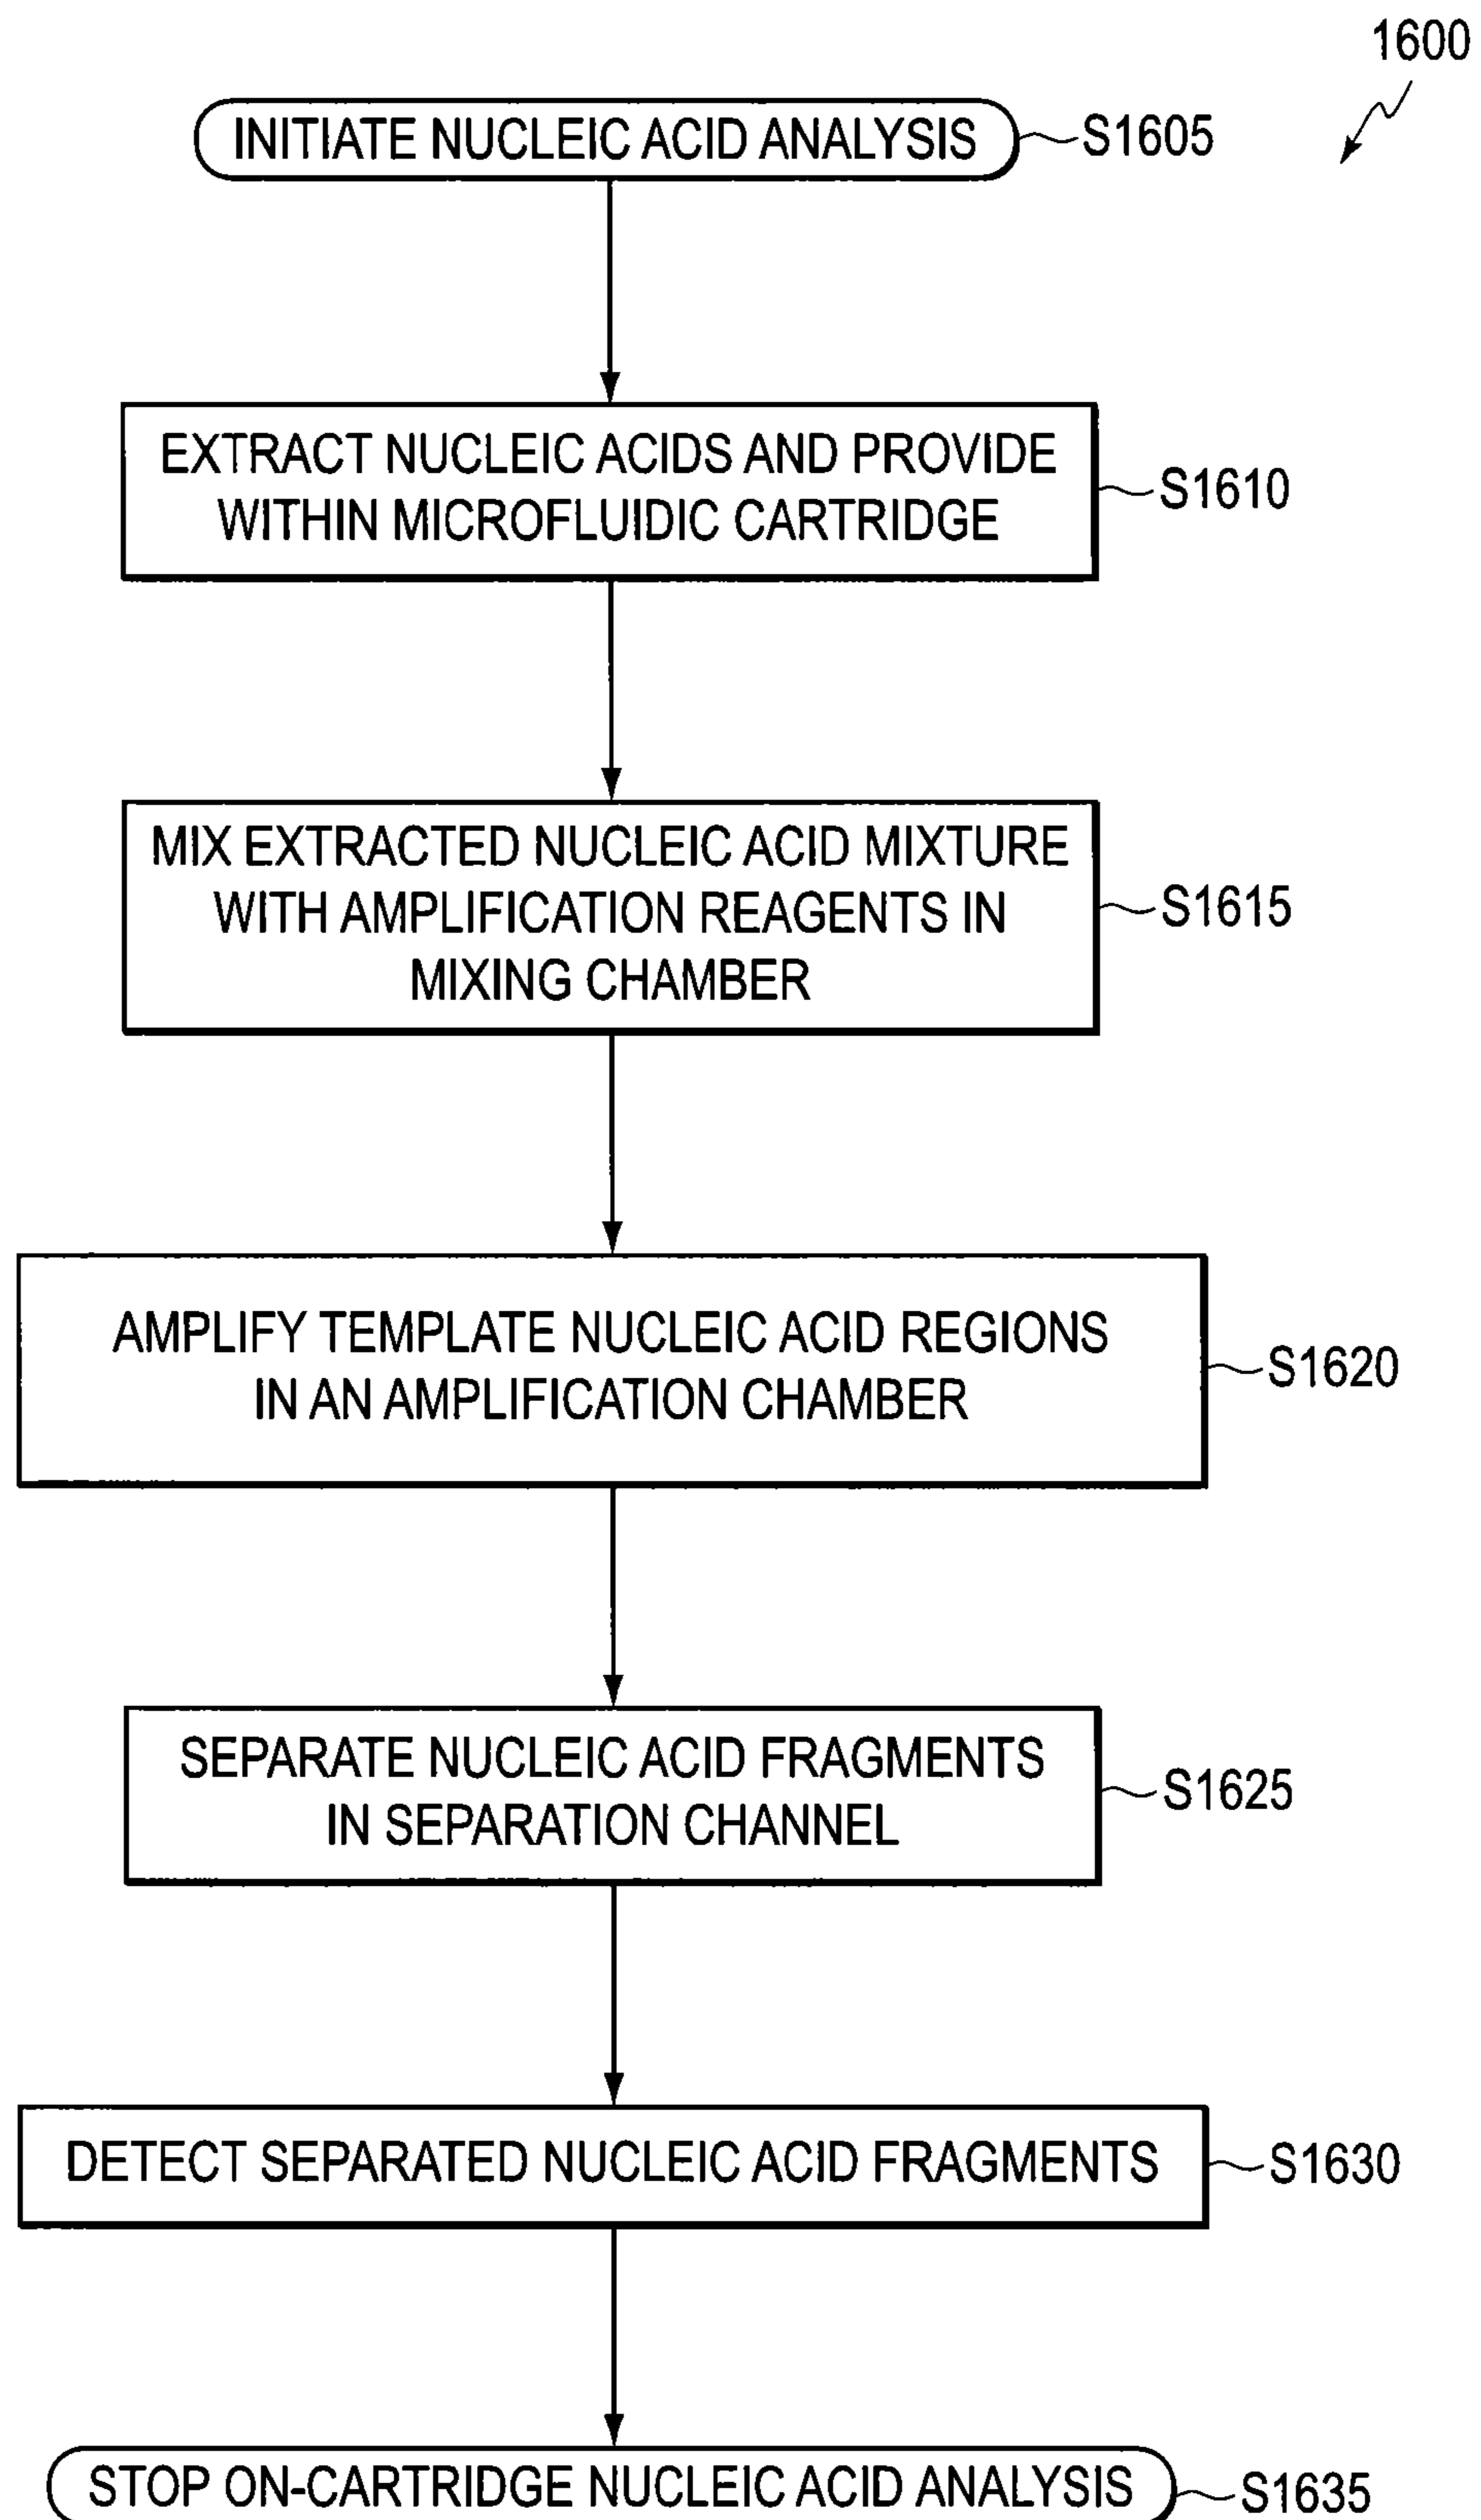 1600
INITIATE NUCLEIC ACID ANALYSIS
S1605
EXTRACT NUCLEIC ACIDS AND PROVIDE
WITHIN MICROFLUIDIC CARTRIDGE
S1610
MIX EXTRACTED NUCLEIC ACID MIXTURE
WITH AMPLIFICATION REAGENTS IN
MIXING CHAMBER
S1615
AMPLIFY TEMPLATE NUCLEIC ACID REGIONS
IN AN AMPLIFICATION CHAMBER
S1620
SEPARATE NUCLEIC ACID FRAGMENTS
IN SEPARATION CHANNEL
S1625
DETECT SEPARATED NUCLEIC ACID FRAGMENTS
S1630
STOP ON-CARTRIDGE NUCLEIC ACID ANALYSIS
S1635